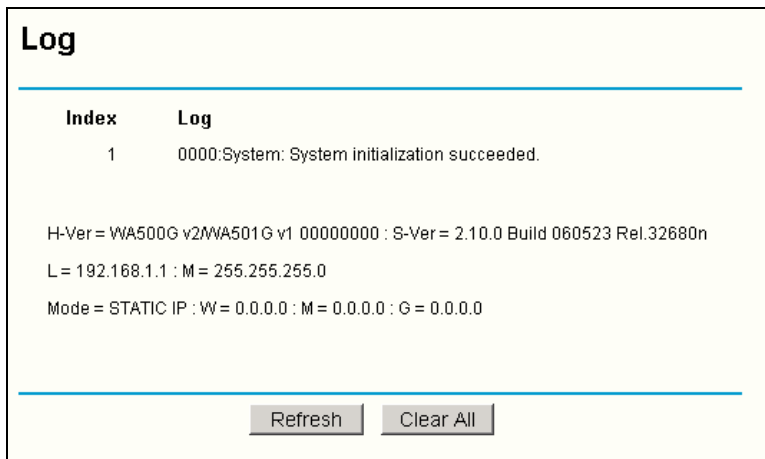 Log
Index Log
1 0000:System: System initialization succeeded.
H-Ver = WA500G v2/WA501G v1 00000000 : S-Ver = 2.10.0 Build 060523 Rel.32680n
L = 192.168.1.1 : M = 255.255.255.0
Mode = STATIC IP : W = 0.0.0.0 : M = 0.0.0.0 : G = 0.0.0.0
Refresh Clear All